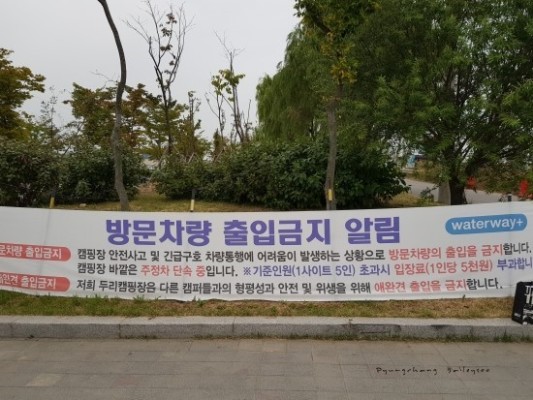 방문차량 출입금지 알림
waterway+
문차량 출입금지 캠핑장 안전사고 및 긴급구호 차량통행에 어려움이 발생하는 상황으로 방문차량의 출입을 금지합니다.
캠핑장 바깥은 주정차 단속 중입니다. ※기준인원(1사이트 5인) 초과시 입장료(1인당 5천원) 부과합니
완견 출입금지 저희 두리캠핑장은 다른 캠퍼들과의 형평성과 안전 및 위생을 위해 애완견 출입을 금지합니다.
Pyungchang